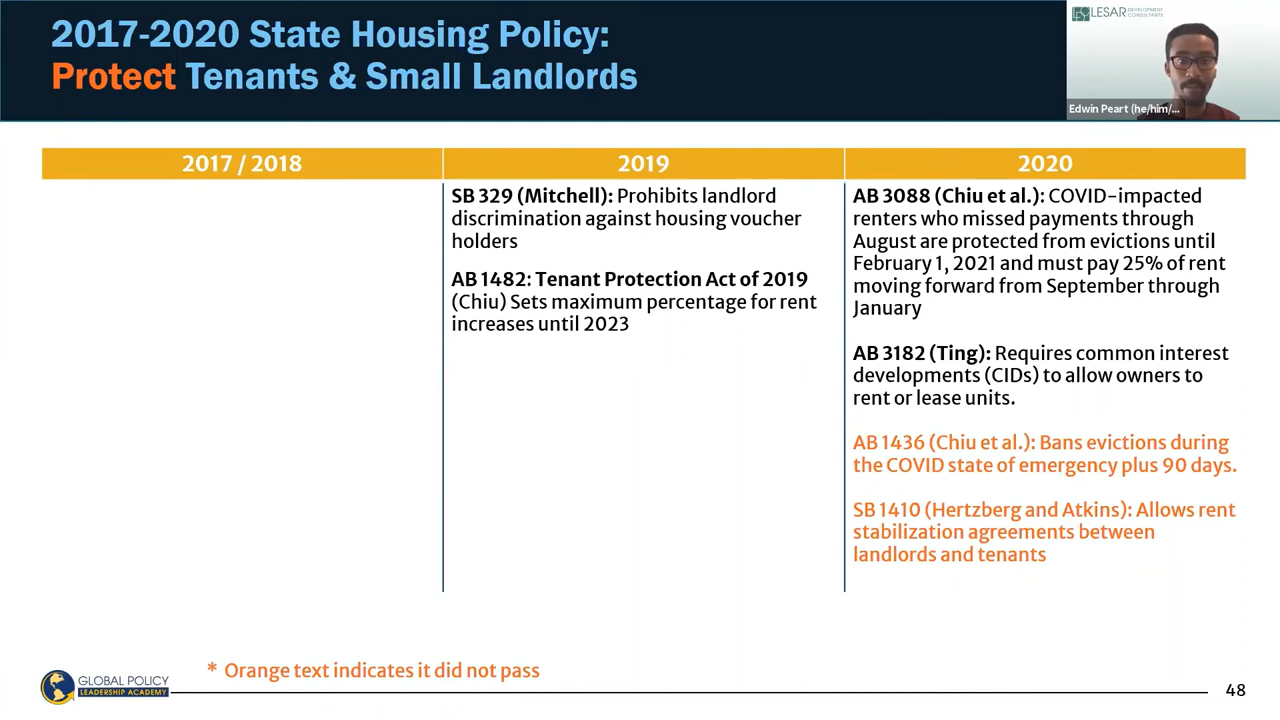 2017-2020 State Housing Policy:
Protect Tenants & Small Landlords
LESAR DEVELOPMENT
CONSULTANTS
Edwin Peart (he/him/...
2017 / 2018
2019
SB 329 (Mitchell): Prohibits landlord
discrimination against housing voucher
holders
AB 1482: Tenant Protection Act of 2019
(Chiu) Sets maximum percentage for rent
increases until 2023
2020
AB 3088 (Chiu et al.): COVID-impacted
renters who missed payments through
August are protected from evictions until
February 1, 2021 and must pay 25% of rent
moving forward from September through
January
AB 3182 (Ting): Requires common interest
developments (CIDs) to allow owners to
rent or lease units.
AB 1436 (Chiu et al.): Bans evictions during
the COVID state of emergency plus 90 days.
SB 1410 (Hertzberg and Atkins): Allows rent
stabilization agreements between
landlords and tenants
* Orange text indicates it did not pass
GLOBAL POLICY
LEADERSHIP ACADEMY
48